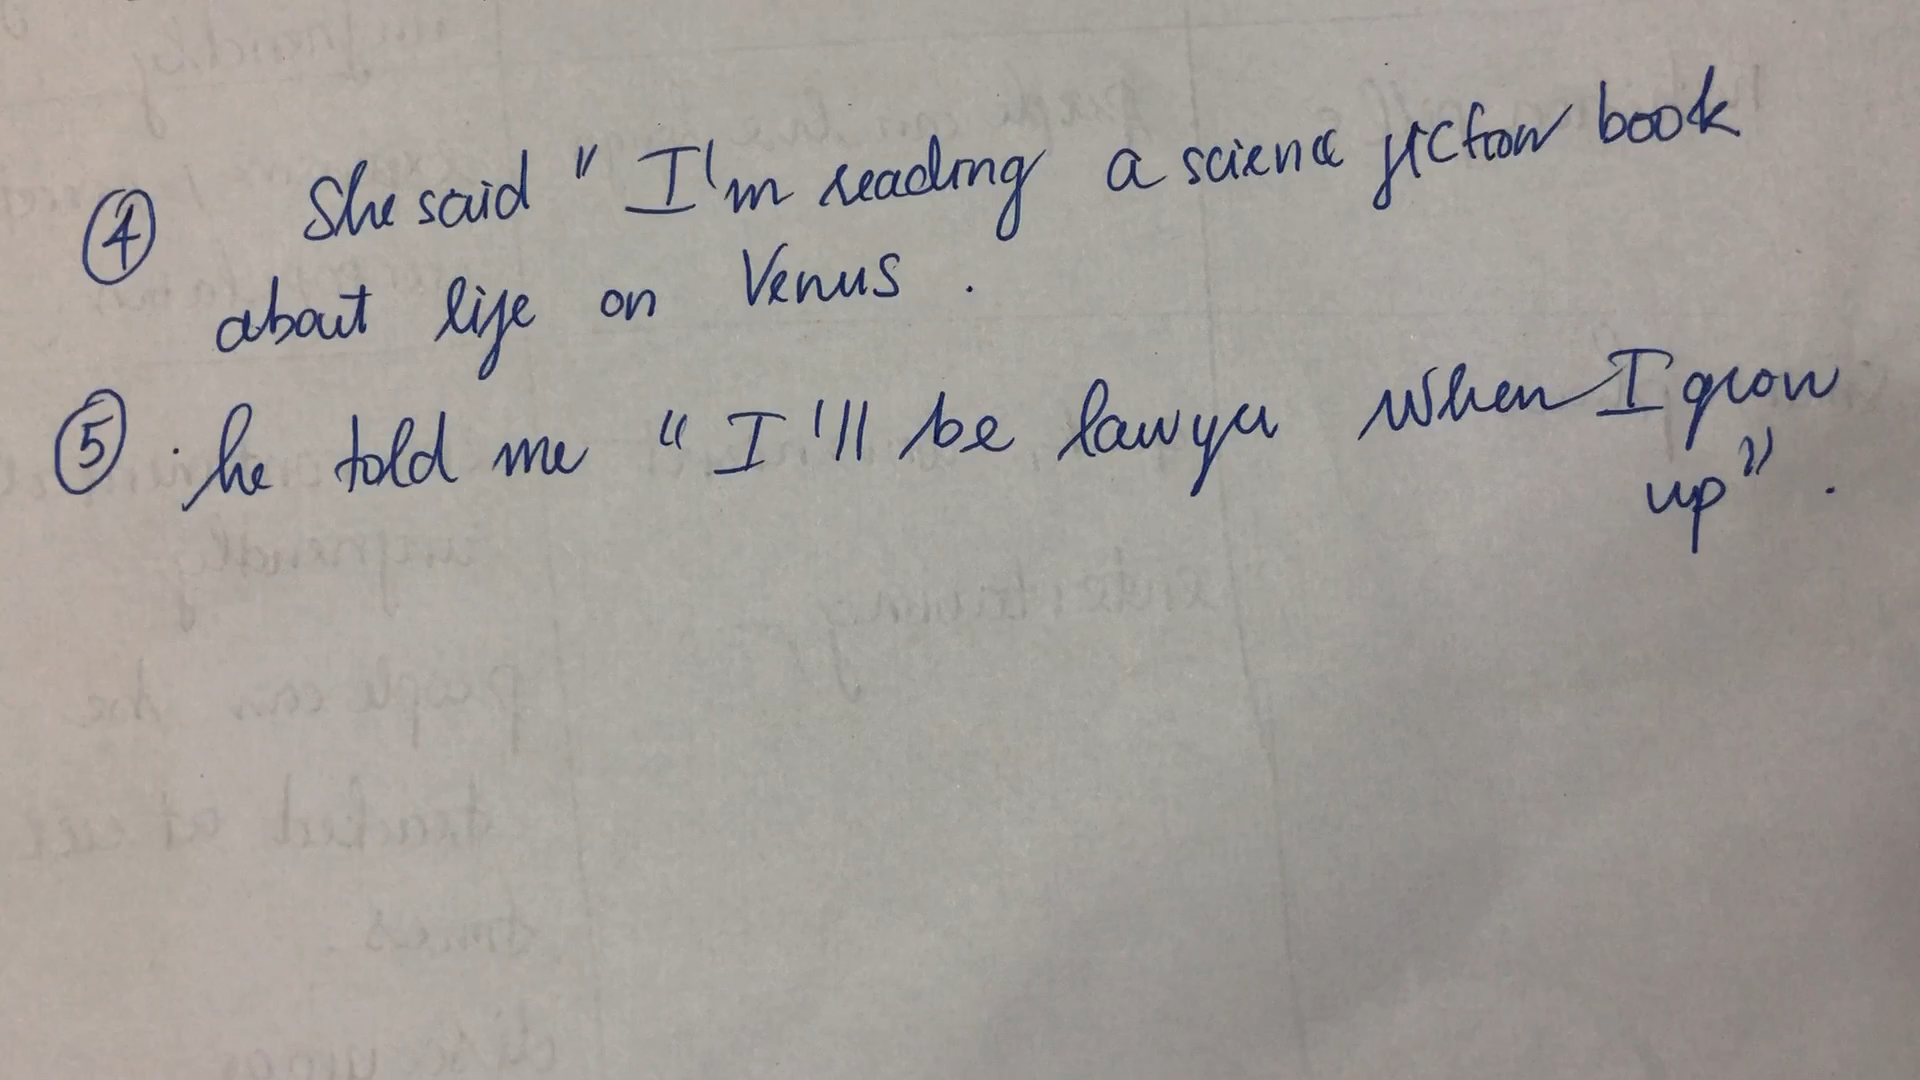 ④ She said " I'm reading a science fiction book
about life on Venus .
⑤ . he told me " I'll be lawyer when I grow
up" .